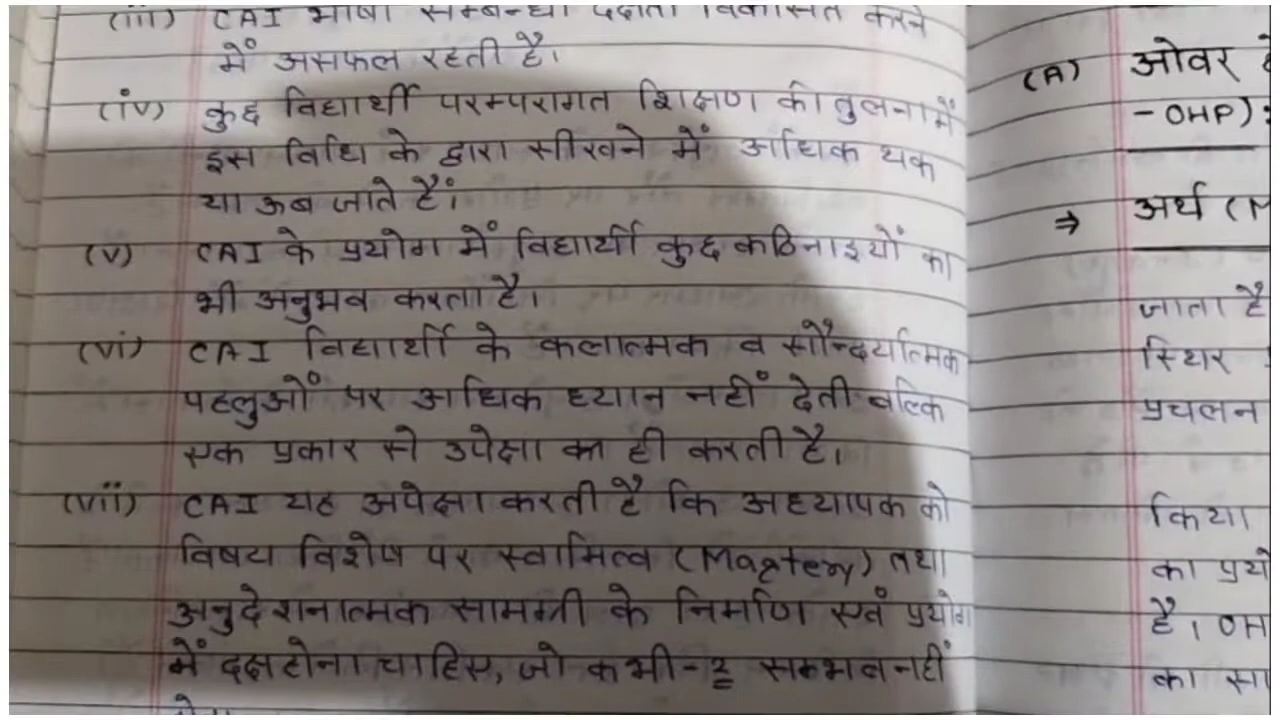 (iii) CAI भाषा सम्बन्धी दक्षता विकसित करने
में असफल रहती है।
(iv) कुछ विद्यार्थी परम्परागत शिक्षण की तुलना में
इस विधि के द्वारा सीखने में अधिक थक
या ऊब जाते हैं।
(v) CAI के प्रयोग में विद्यार्थी कुछ कठिनाइयों का
भी अनुभव करता है।
(vi) CAI विद्यार्थी के कलात्मक व सौन्दर्यात्मक
पहलुओं पर अधिक ध्यान नहीं देती बल्कि
एक प्रकार से उपेक्षा का ही करती है।
(vii) CAI यह अपेक्षा करती है कि अध्यापक को
विषय विशेष पर स्वामित्व (Mastery) तथा
अनुदेशनात्मक सामग्री के निर्माण एवं प्रयोग
में दक्ष होना चाहिए, जो कभी-२ सम्भव नहीं
(A) ओवर
-OHP):
⇒ अर्थ (M
जाता है
स्थिर
प्रचलन
किया
का प्रयो
है। OH
का सा